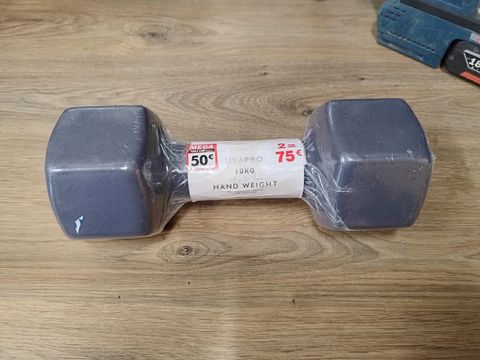 MEGA
50€
USAPRO
10KG
HAND WEIGHT
2=
75€